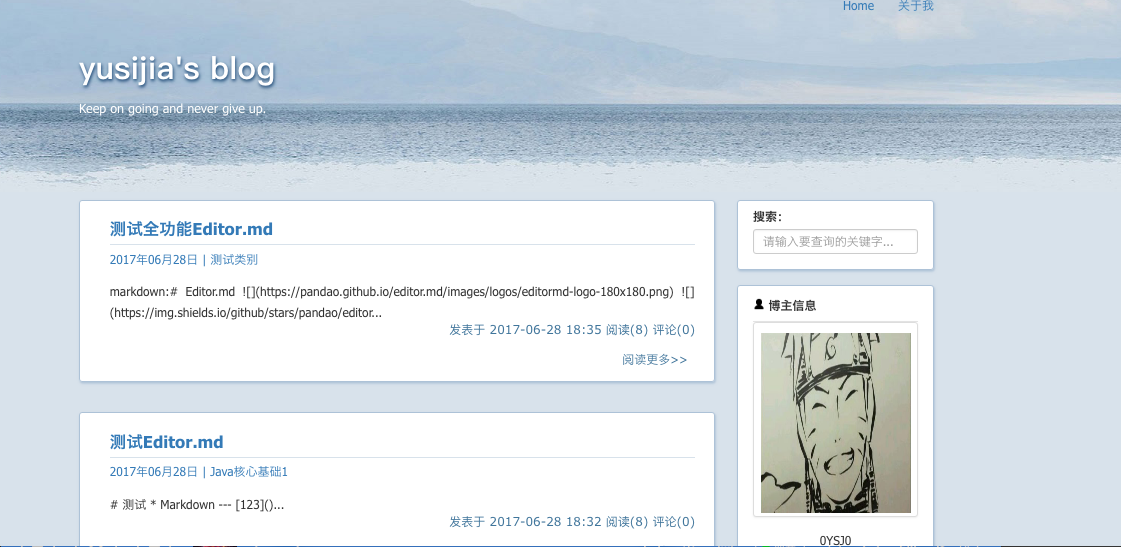 Home 关于我
yusijia's blog
Keep on going and never give up.
测试全功能Editor.md
2017年06月28日 | 测试类别
markdown:# Editor.md ![](https://pandao.github.io/editor.md/images/logos/editormd-logo-180x180.png) ![]
(https://img.shields.io/github/stars/pandao/editor...
发表于 2017-06-28 18:35 阅读(8) 评论(0)
阅读更多>>
测试Editor.md
2017年06月28日 | Java核心基础1
# 测试 * Markdown --- [123]()...
发表于 2017-06-28 18:32 阅读(8) 评论(0)
搜索：
请输入要查询的关键字...
博主信息
0YSJ0